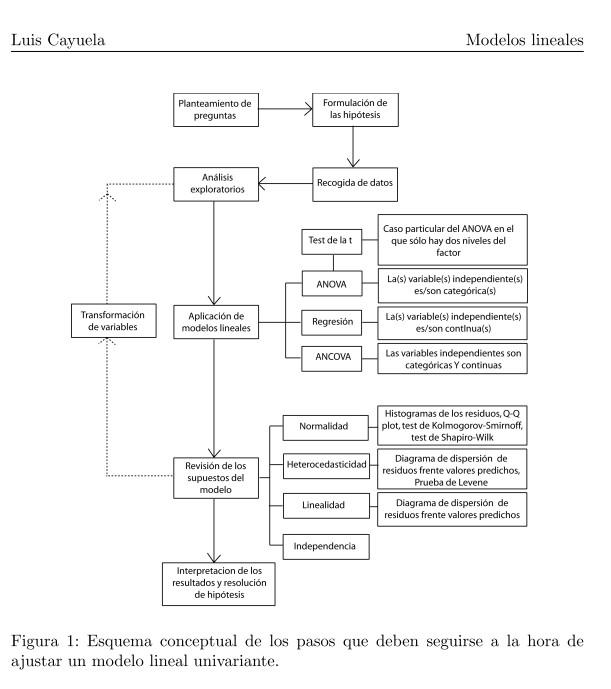 Luis Cayuela
Modelos lineales
Planteamiento de
preguntas
Formulación de
las hipótesis
Análisis
exploratorios
Recogida de datos
Test de la t
Caso particular del ANOVA en el
que sólo hay dos niveles del
factor
ANOVA
La(s) variable(s) independiente(s)
es/son categórica(s)
Transformación
de variables
Aplicación de
modelos lineales
Regresión
La(s) variable(s) independiente(s)
es/son contInua(s)
ANCOVA
Las variables independientes son
categóricas Y continuas
Normalidad
Histogramas de los residuos, Q-Q
plot, test de Kolmogorov-Smirnoff,
test de Shapiro-Wilk
Revisión de los
supuestos del
modelo
Heterocedasticidad
Diagrama de dispersión de
residuos frente valores predichos,
Prueba de Levene
Linealidad
Diagrama de dispersión de
residuos frente valores predichos
Independencia
Interpretacion de los
resultados y resolución
de hipótesis
Figura 1: Esquema conceptual de los pasos que deben seguirse a la hora de
ajustar un modelo lineal univariante.